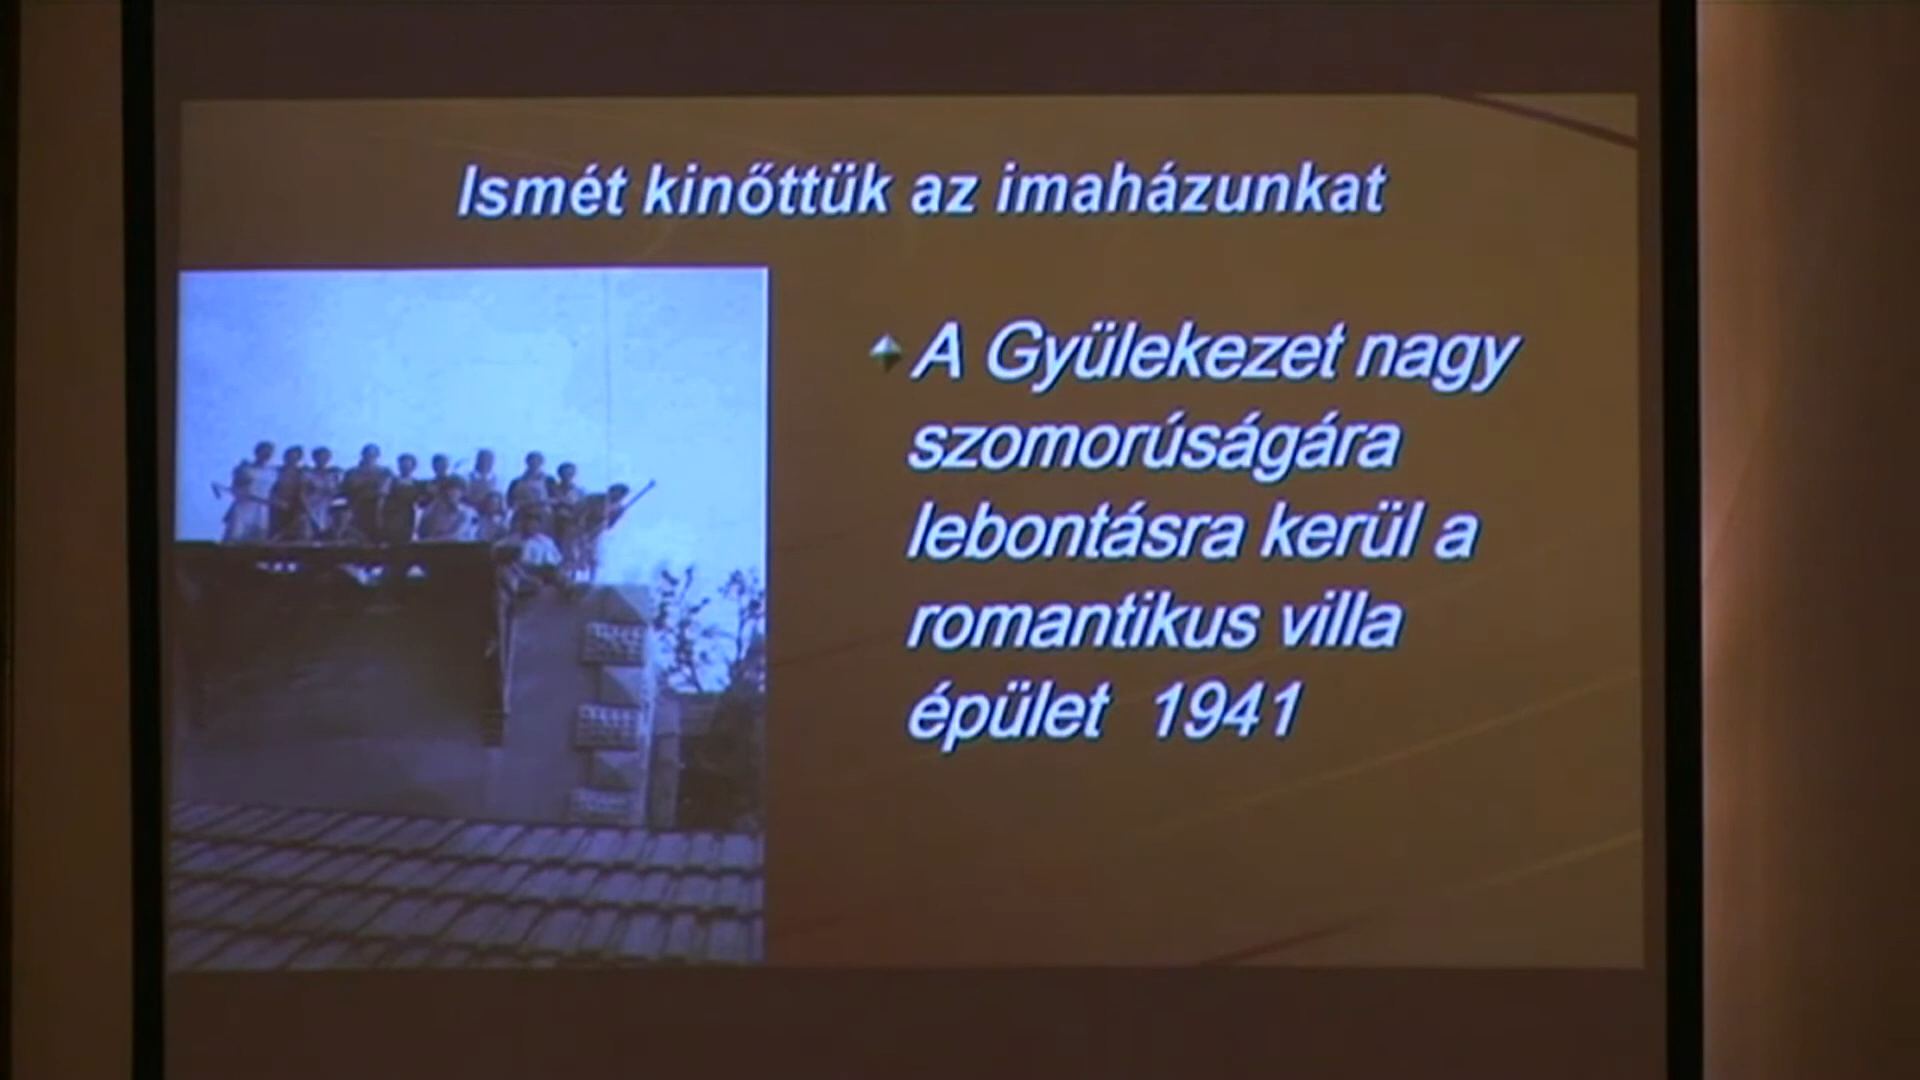 Ismét kinőttük az imaházunkat
A Gyülekezet nagy
szomorúságára
lebontásra kerül a
romantikus villa
épület 1941